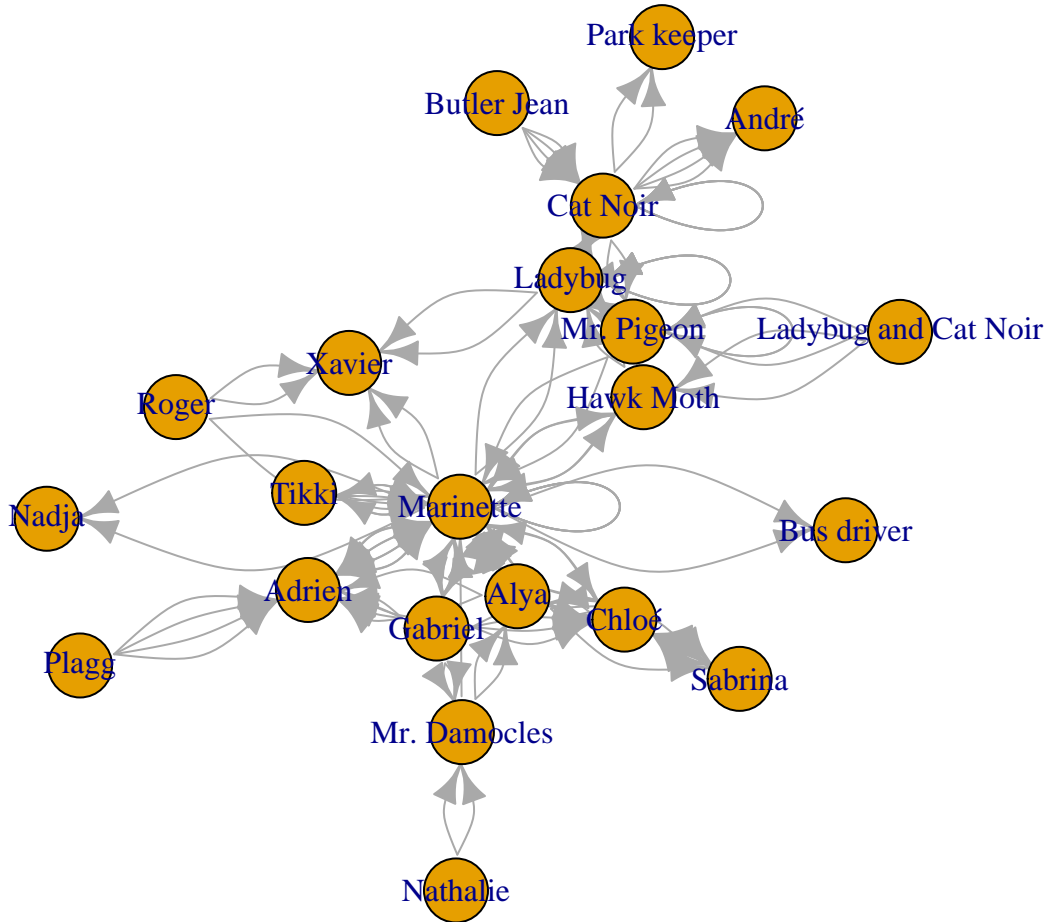 Park keeper
Butler Jean
André
Cat Noir
Ladybug
Mr. Pigeon
Ladybug and Cat Noir
Xavier
Hawk Moth
Roger
Tikki
Marinette
Nadja
Bus driver
Adrien
Alya
Gabriel
Chloé
Plagg
Sabrina
Mr. Damocles
Nathalie